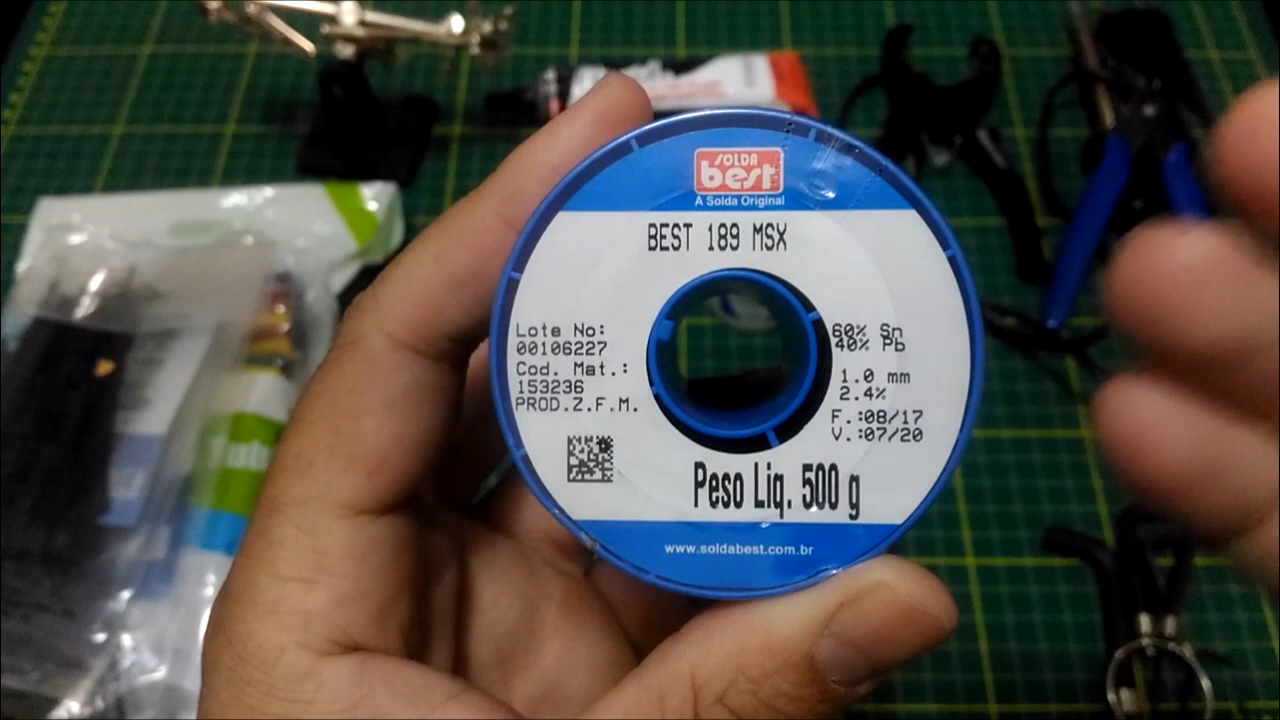 SOLDA
best
A Solda Original
BEST 189 MSX
Lote No:
00106227
Cod. Mat.:
153236
PROD.Z.F.M.
60% Sn
40% Pb
1.0 mm
2.4%
F.:08/17
V.:07/20
Peso Liq. 500 g
www.soldabest.com.br